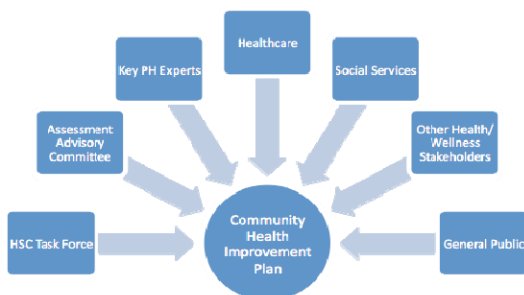 Healthcare
Key PH Experts
Social Services
Assessment
Advisory
Committee
Other Health/
Wellness
Stakeholders
HSC Task Force
Community
Health
Improvement
Plan
General Public